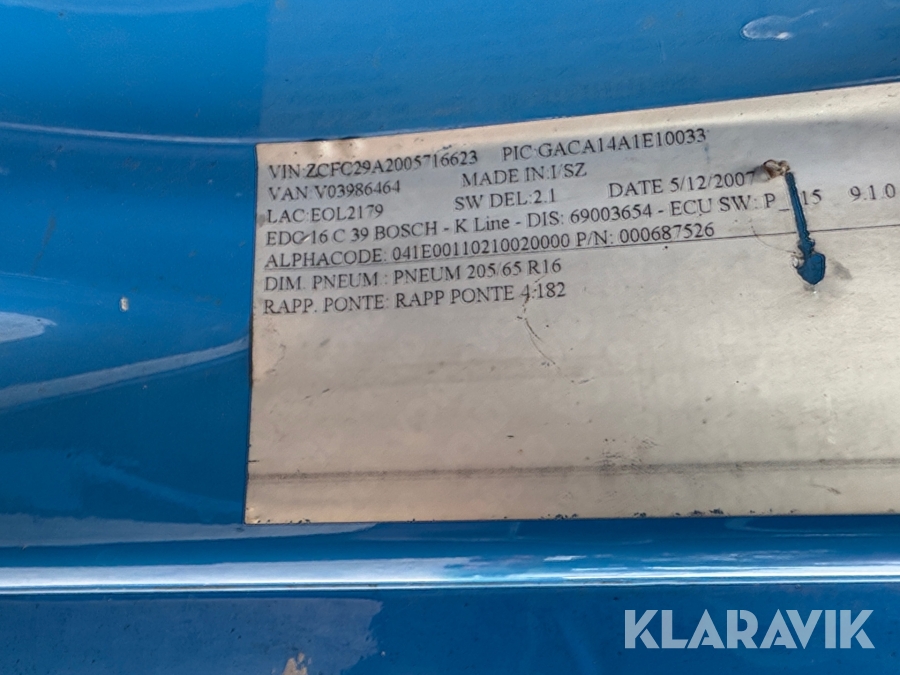 VIN:ZCFC29A2005716623 PIC:GACA14A1E10033
VAN:V03986464 MADE IN:I/SZ
LAC:EOL2179 SW DEL:2.1 DATE 5/12/2007
EDC 16 C 39 BOSCH - K Line - DIS: 69003654 - ECU SW: P_ 15 9.1.0
ALPHACODE: 041E00110210020000 P/N: 000687526
DIM. PNEUM : PNEUM 205/65 R16
RAPP. PONTE: RAPP PONTE 4.182
KLARAVIK